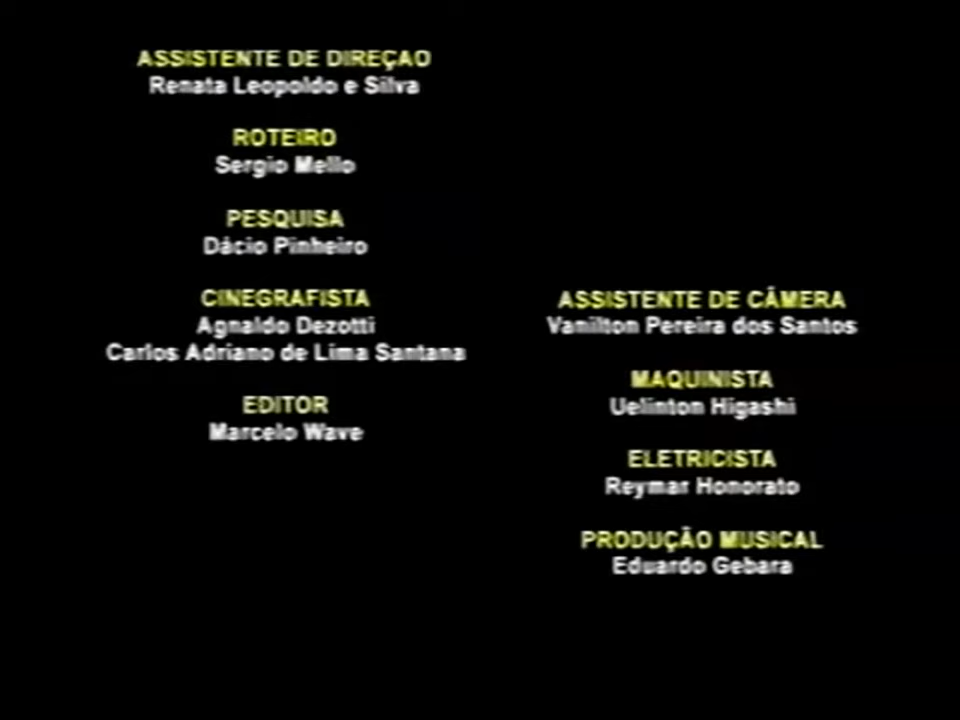 ASSISTENTE DE DIREÇAO
Renata Leopoldo e Silva
ROTEIRO
Sergio Mello
PESQUISA
Dácio Pinheiro
CINEGRAFISTA
Agnaldo Dezotti
Carlos Adriano de Lima Santana
EDITOR
Marcelo Wave
ASSISTENTE DE CÂMERA
Vanilton Pereira dos Santos
MAQUINISTA
Uelinton Higashi
ELETRICISTA
Reymar Honorato
PRODUÇÃO MUSICAL
Eduardo Gebara